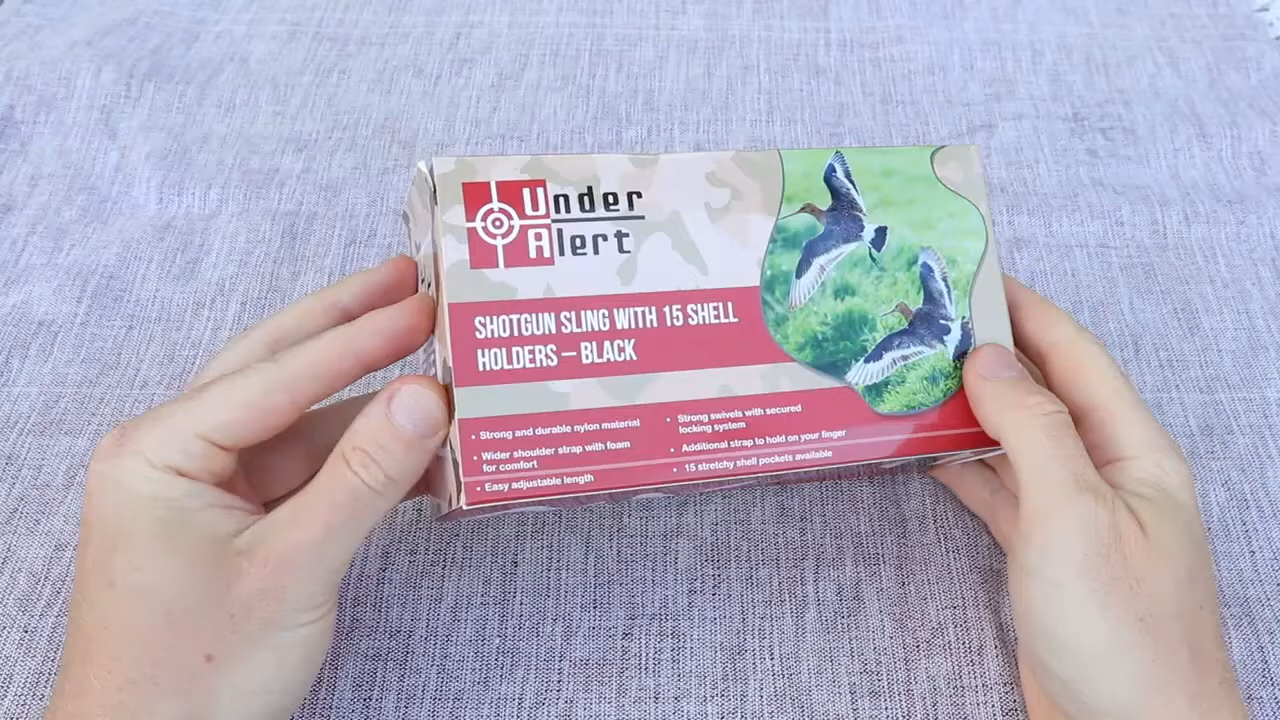 Under
Alert
SHOTGUN SLING WITH 15 SHELL
HOLDERS – BLACK
• Strong and durable nylon material
• Wider shoulder strap with foam
for comfort
• Easy adjustable length
• Strong swivels with secured
locking system
• Additional strap to hold on your finger
• 15 stretchy shell pockets available